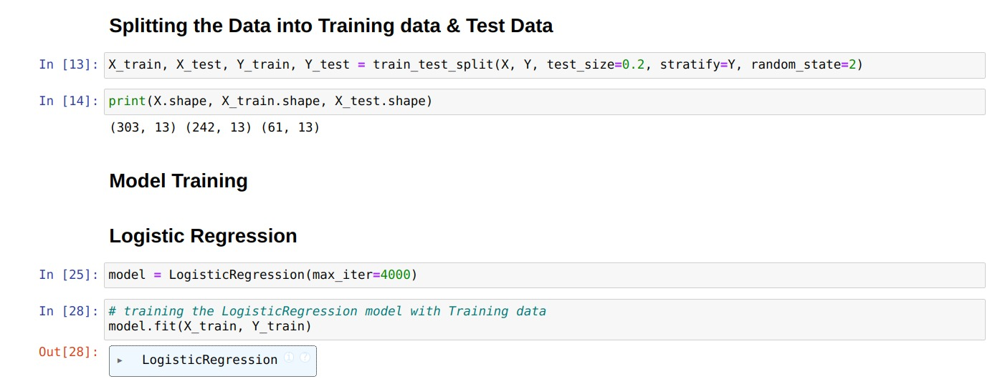 Splitting the Data into Training data & Test Data
In [13]: X_train, X_test, Y_train, Y_test = train_test_split(X, Y, test_size=0.2, stratify=Y, random_state=2)
In [14]: print(X.shape, X_train.shape, X_test.shape)
(303, 13) (242, 13) (61, 13)
Model Training
Logistic Regression
In [25]: model = LogisticRegression(max_iter=4000)
In [28]: # training the LogisticRegression model with Training data
model.fit(X_train, Y_train)
Out[28]: ▸ LogisticRegression i ?